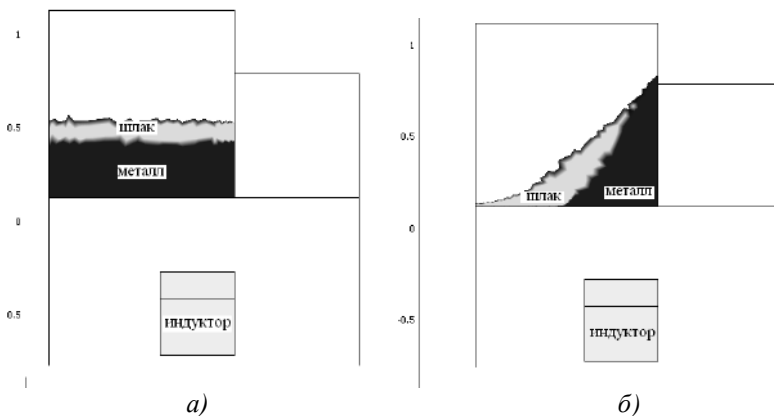 1
0.5
0
0.5
шлак
металл
индуктор
а)
1
0.5
0
-0.5
шлак
металл
индуктор
б)